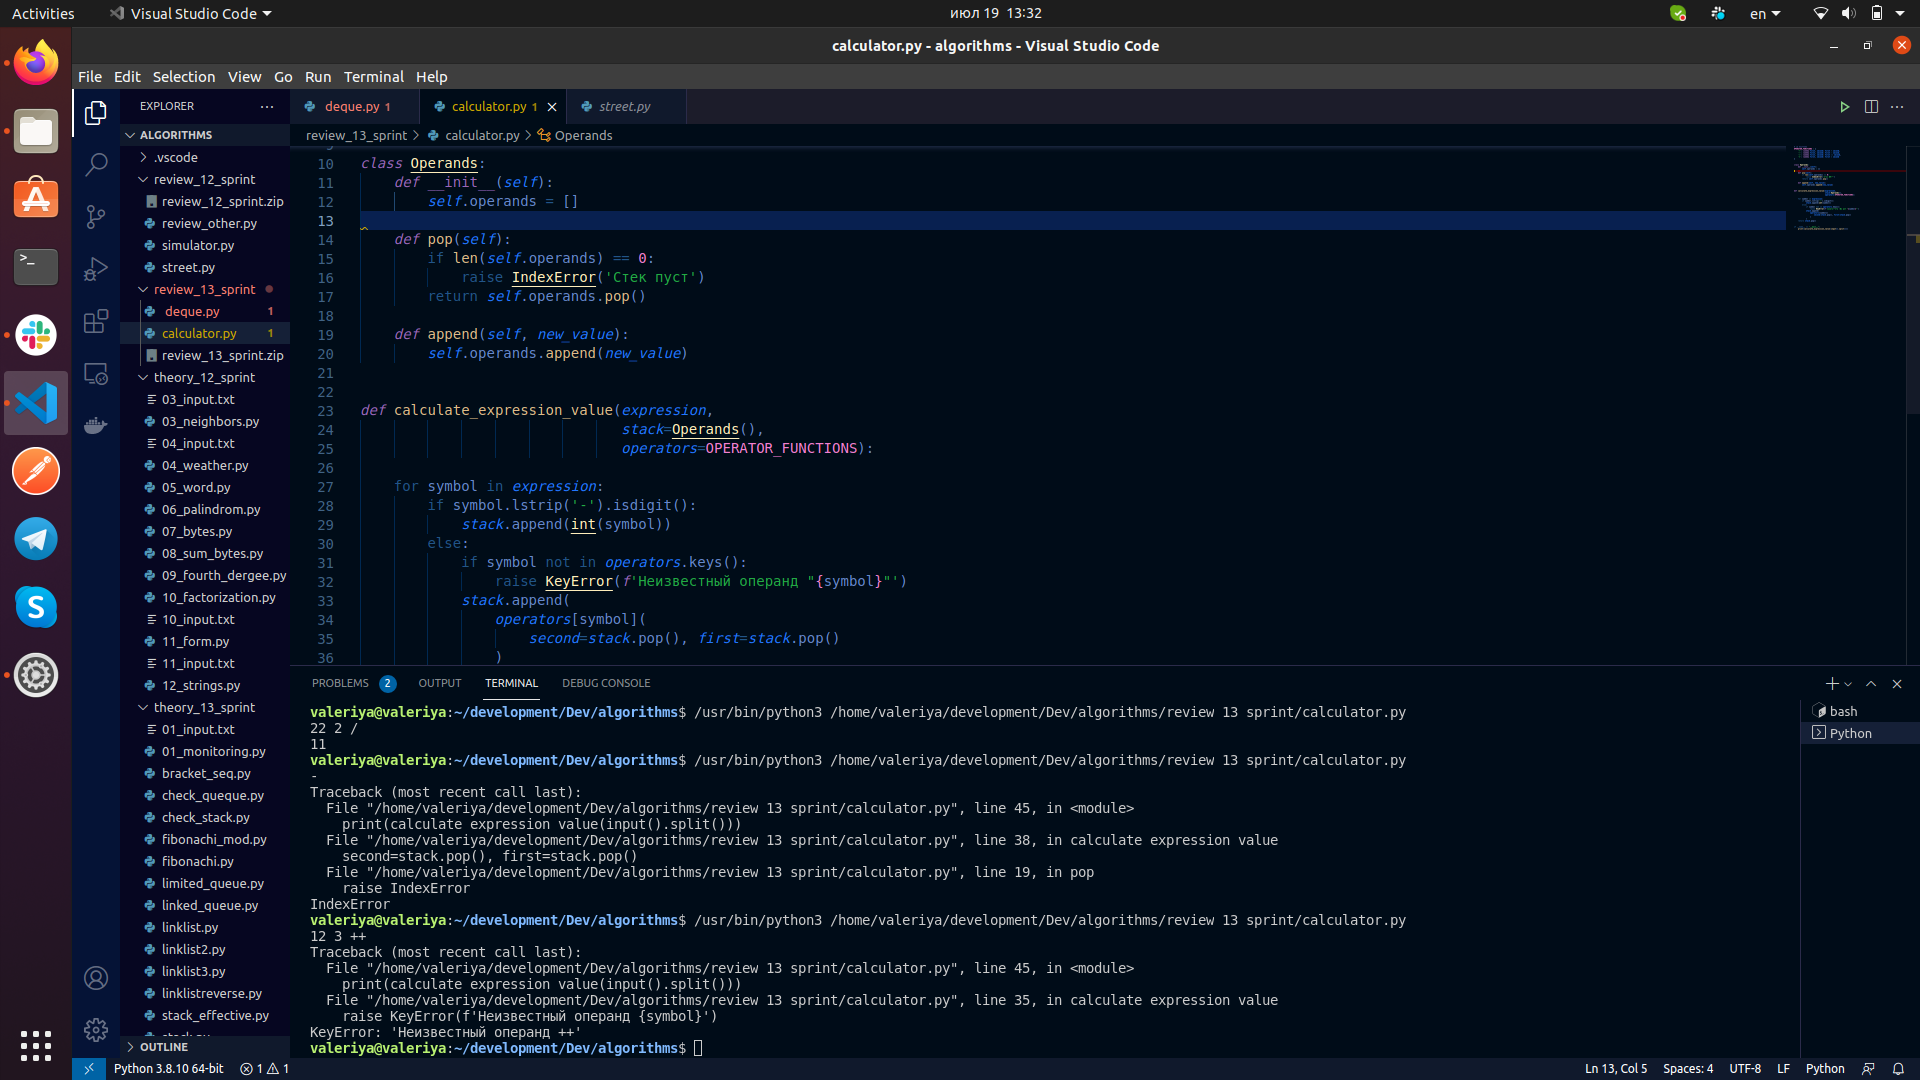 Activities
Visual Studio Code
июл 19 13:32
en
calculator.py - algorithms - Visual Studio Code
File Edit Selection View Go Run Terminal Help
EXPLORER
ALGORITHMS
.vscode
review_12_sprint
review_12_sprint.zip
review_other.py
simulator.py
street.py
review_13_sprint
deque.py 1
calculator.py 1
review_13_sprint.zip
theory_12_sprint
03_input.txt
03_neighbors.py
04_input.txt
04_weather.py
05_word.py
06_palindrom.py
07_bytes.py
08_sum_bytes.py
09_fourth_dergee.py
10_factorization.py
10_input.txt
11_form.py
11_input.txt
12_strings.py
theory_13_sprint
01_input.txt
01_monitoring.py
bracket_seq.py
check_queque.py
check_stack.py
fibonachi_mod.py
fibonachi.py
limited_queue.py
linked_queue.py
linklist.py
linklist2.py
linklist3.py
linklistreverse.py
stack_effective.py
OUTLINE
deque.py 1
calculator.py 1
street.py
review_13_sprint > calculator.py > Operands
10 class Operands:
11 def __init__(self):
12 self.operands = []
13
14 def pop(self):
15 if len(self.operands) == 0:
16 raise IndexError('Стек пуст')
17 return self.operands.pop()
18
19 def append(self, new_value):
20 self.operands.append(new_value)
21
22
23 def calculate_expression_value(expression,
24 stack=Operands(),
25 operators=OPERATOR_FUNCTIONS):
26
27 for symbol in expression:
28 if symbol.lstrip('-').isdigit():
29 stack.append(int(symbol))
30 else:
31 if symbol not in operators.keys():
32 raise KeyError(f'Неизвестный операнд "{symbol}"')
33 stack.append(
34 operators[symbol](
35 second=stack.pop(), first=stack.pop()
36 )
PROBLEMS 2 OUTPUT TERMINAL DEBUG CONSOLE
valeriya@valeriya:~/development/Dev/algorithms$ /usr/bin/python3 /home/valeriya/development/Dev/algorithms/review 13 sprint/calculator.py
22 2 /
11
valeriya@valeriya:~/development/Dev/algorithms$ /usr/bin/python3 /home/valeriya/development/Dev/algorithms/review 13 sprint/calculator.py
-
Traceback (most recent call last):
File "/home/valeriya/development/Dev/algorithms/review 13 sprint/calculator.py", line 45, in <module>
print(calculate expression value(input().split()))
File "/home/valeriya/development/Dev/algorithms/review 13 sprint/calculator.py", line 38, in calculate expression value
second=stack.pop(), first=stack.pop()
File "/home/valeriya/development/Dev/algorithms/review 13 sprint/calculator.py", line 19, in pop
raise IndexError
IndexError
valeriya@valeriya:~/development/Dev/algorithms$ /usr/bin/python3 /home/valeriya/development/Dev/algorithms/review 13 sprint/calculator.py
12 3 ++
Traceback (most recent call last):
File "/home/valeriya/development/Dev/algorithms/review 13 sprint/calculator.py", line 45, in <module>
print(calculate expression value(input().split()))
File "/home/valeriya/development/Dev/algorithms/review 13 sprint/calculator.py", line 35, in calculate expression value
raise KeyError(f'Неизвестный операнд {symbol}')
KeyError: 'Неизвестный операнд ++'
valeriya@valeriya:~/development/Dev/algorithms$
bash
Python
Python 3.8.10 64-bit
1 1
Ln 13, Col 5
Spaces: 4
UTF-8
LF
Python